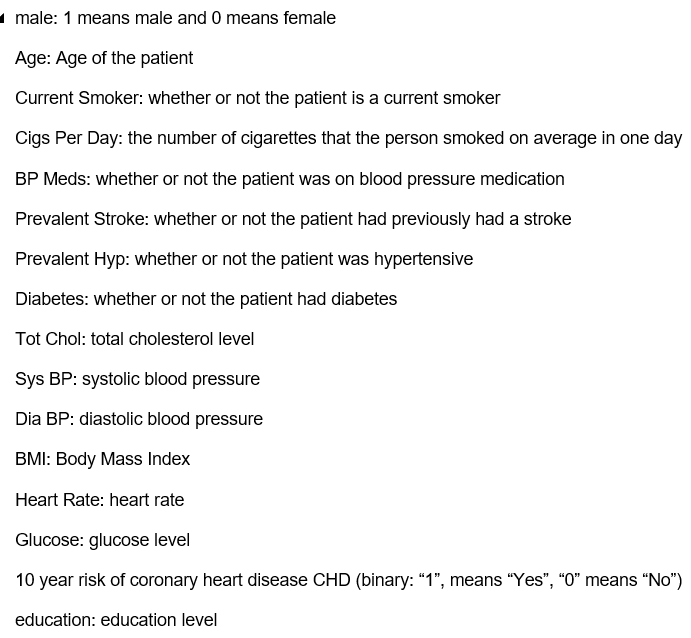 male: 1 means male and 0 means female
Age: Age of the patient
Current Smoker: whether or not the patient is a current smoker
Cigs Per Day: the number of cigarettes that the person smoked on average in one day
BP Meds: whether or not the patient was on blood pressure medication
Prevalent Stroke: whether or not the patient had previously had a stroke
Prevalent Hyp: whether or not the patient was hypertensive
Diabetes: whether or not the patient had diabetes
Tot Chol: total cholesterol level
Sys BP: systolic blood pressure
Dia BP: diastolic blood pressure
BMI: Body Mass Index
Heart Rate: heart rate
Glucose: glucose level
10 year risk of coronary heart disease CHD (binary: “1”, means “Yes”, “0” means “No”)
education: education level